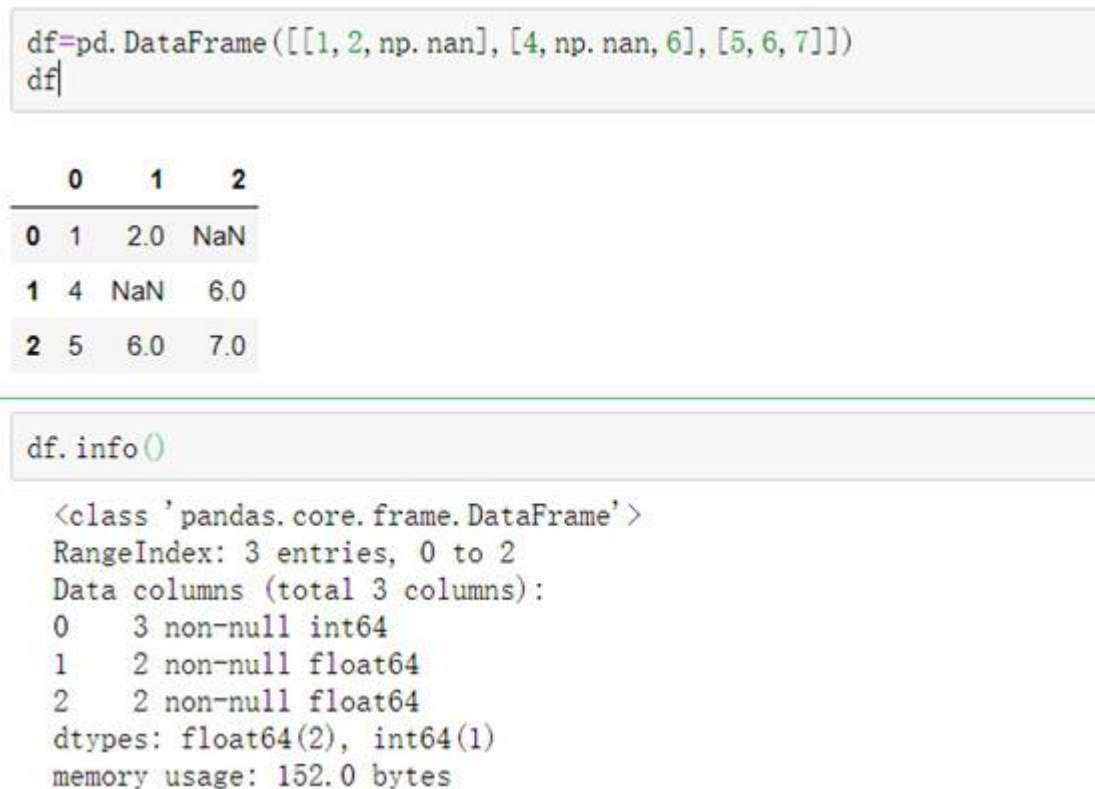 df=pd.DataFrame([[1,2,np.nan],[4,np.nan,6],[5,6,7]])
df
0 1 2
0 1 2.0 NaN
1 4 NaN 6.0
2 5 6.0 7.0
df.info()
<class 'pandas.core.frame.DataFrame'>
RangeIndex: 3 entries, 0 to 2
Data columns (total 3 columns):
0    3 non-null int64
1    2 non-null float64
2    2 non-null float64
dtypes: float64(2), int64(1)
memory usage: 152.0 bytes